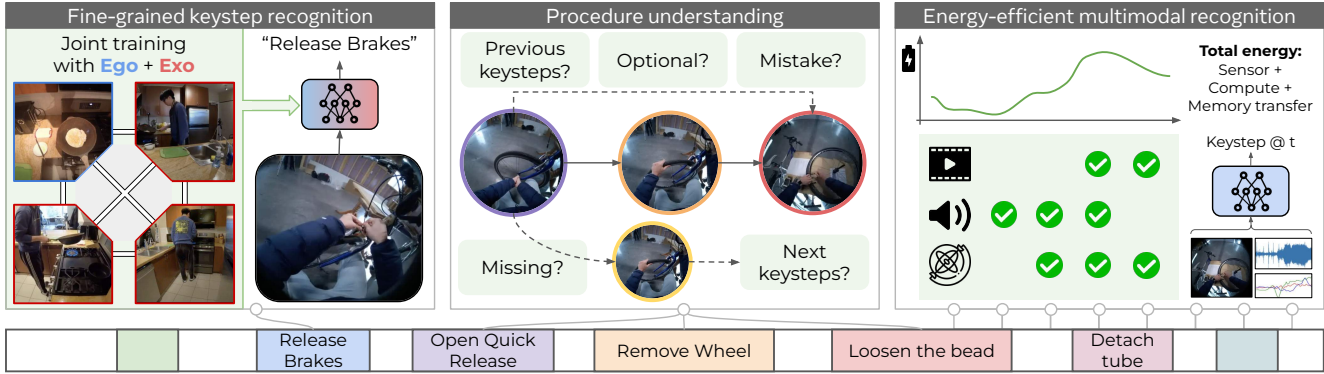 Fine-grained keystep recognition
Joint training
with Ego + Exo
“Release Brakes”
Procedure understanding
Previous
keysteps?
Optional?
Mistake?
Missing?
Next
keysteps?
Energy-efficient multimodal recognition
Total energy:
Sensor +
Compute +
Memory transfer
Keystep @ t
Release
Brakes
Open Quick
Release
Remove Wheel
Loosen the bead
Detach
tube